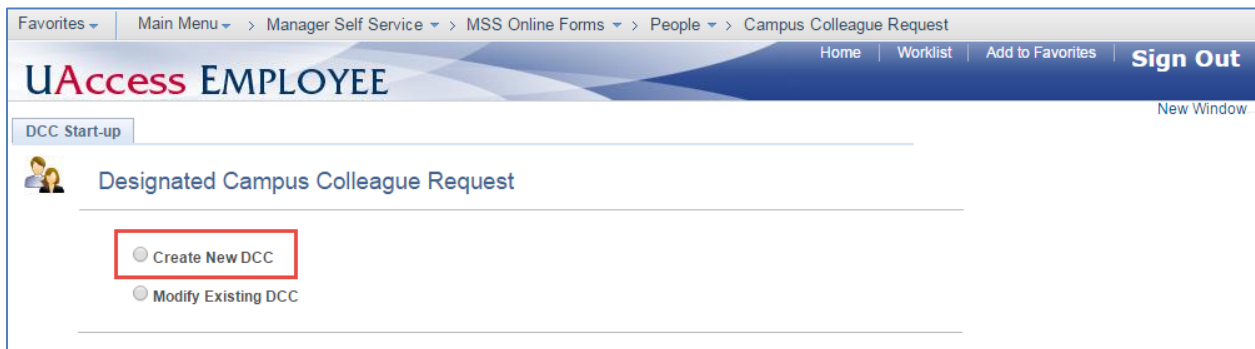 Favorites Main Menu > Manager Self Service > MSS Online Forms > People > Campus Colleague Request
UACCESS EMPLOYEE Home Worklist Add to Favorites Sign Out
New Window
DCC Start-up
Designated Campus Colleague Request
Create New DCC
Modify Existing DCC